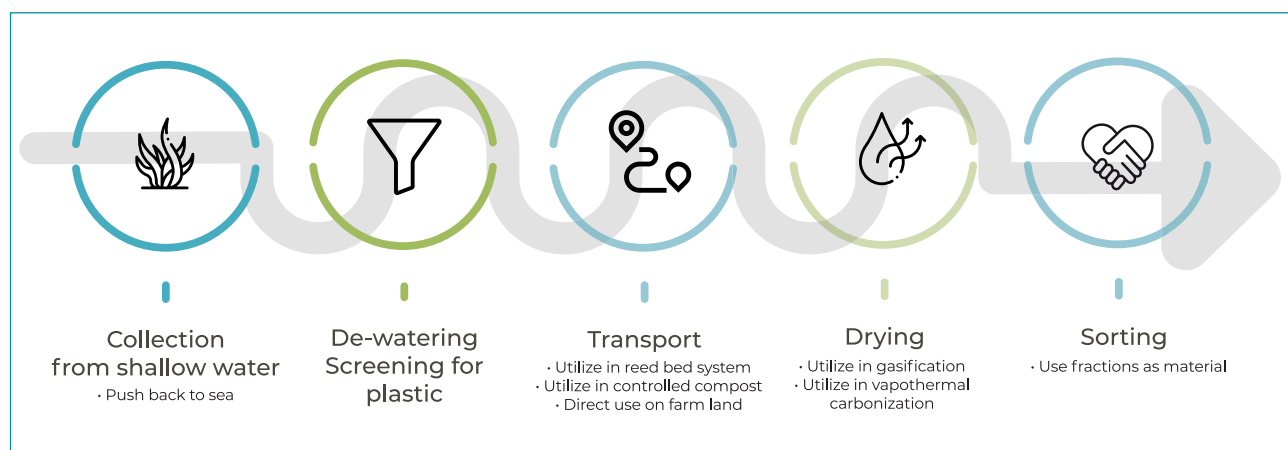 Collection
from shallow water
· Push back to sea
De-watering
Screening for
plastic
Transport
· Utilize in reed bed system
· Utilize in controlled compost
· Direct use on farm land
Drying
· Utilize in gasification
· Utilize in vapothermal
carbonization
Sorting
· Use fractions as material